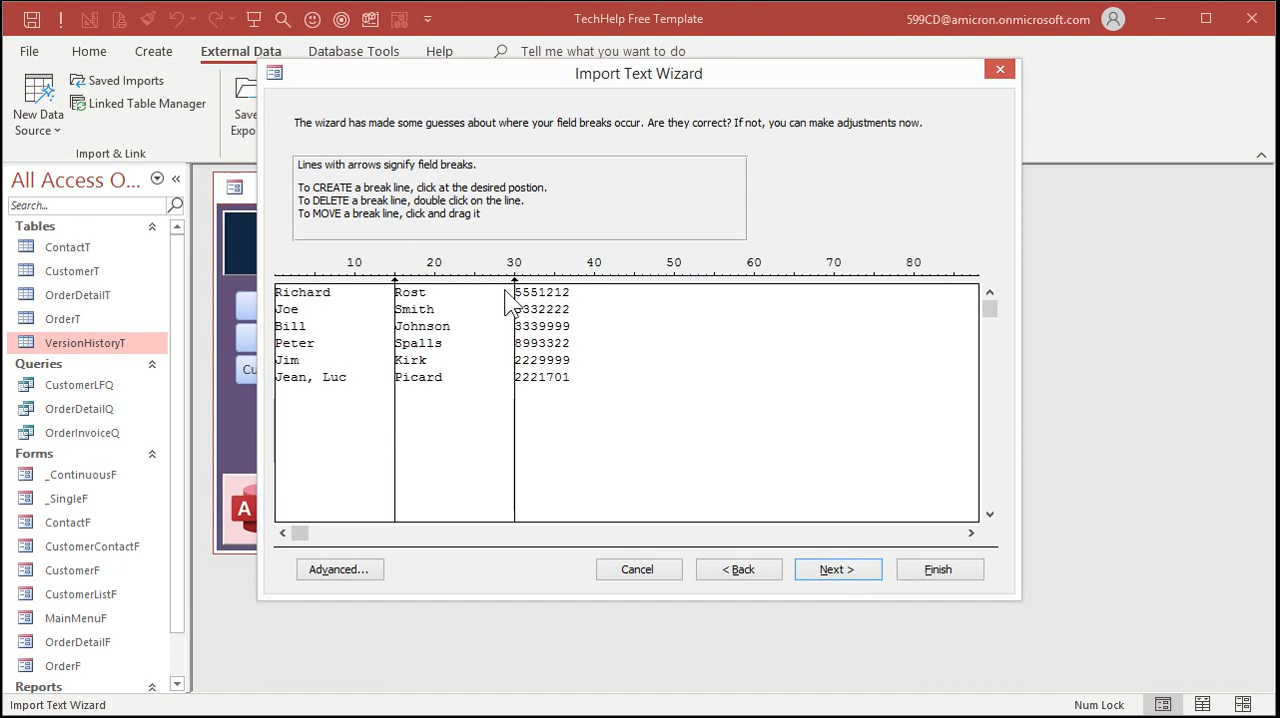 TechHelp Free Template
599CD@amicron.onmicrosoft.com
File Home Create External Data Database Tools Help Tell me what you want to do
New Data Source
Saved Imports
Linked Table Manager
Import & Link
Save
Expo
Import Text Wizard
The wizard has made some guesses about where your field breaks occur. Are they correct? If not, you can make adjustments now.
Lines with arrows signify field breaks.
To CREATE a break line, click at the desired postion.
To DELETE a break line, double click on the line.
To MOVE a break line, click and drag it
10 20 30 40 50 60 70 80
Richard Rost 5551212
Joe Smith 332222
Bill Johnson 3339999
Peter Spalls 8993322
Jim Kirk 2229999
Jean, Luc Picard 2221701
Advanced... Cancel < Back Next > Finish
All Access O...
Search...
Tables
ContactT
CustomerT
OrderDetailT
OrderT
VersionHistoryT
Queries
CustomerLFQ
OrderDetailQ
OrderInvoiceQ
Forms
_ContinuousF
_SingleF
ContactF
CustomerContactF
CustomerF
CustomerListF
MainMenuF
OrderDetailF
OrderF
Reports
Cu
A
Import Text Wizard
Num Lock